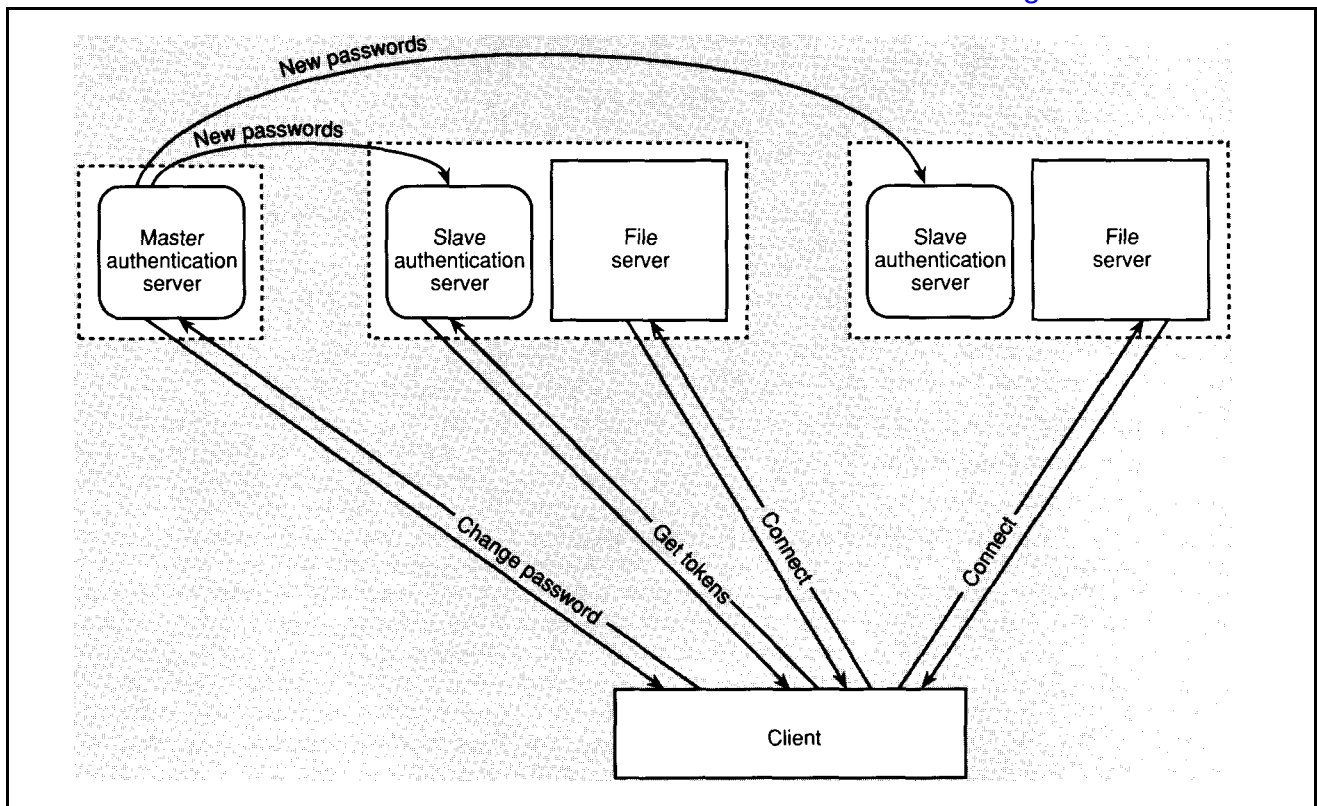 New passwords
New passwords
Master
authentication
server
Slave
authentication
server
File
server
Slave
authentication
server
File
server
Change password
Get tokens
Connect
Connect
Client